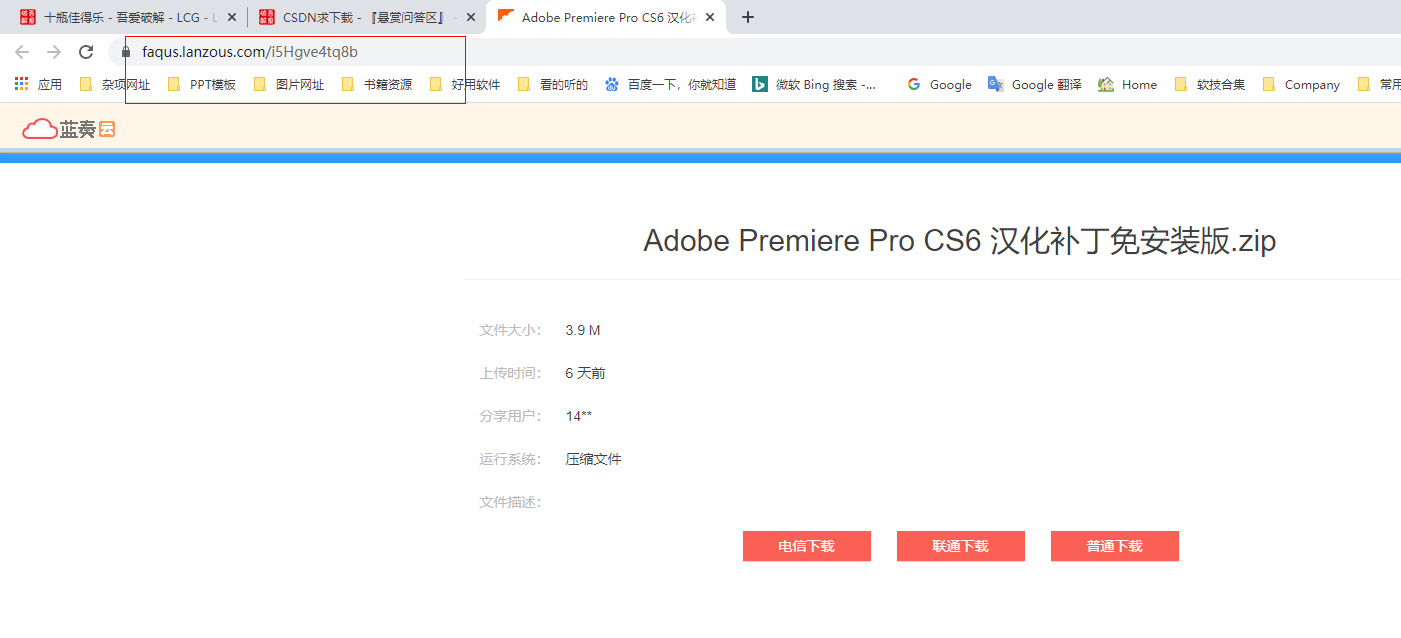 十瓶佳得乐 - 吾爱破解 - LCG - L
CSDN求下载 - 『悬赏问答区』 -
Adobe Premiere Pro CS6 汉化
faqus.lanzous.com/i5Hgve4tq8b
应用 杂项网址 PPT模板 图片网址 书籍资源 好用软件 看的听的 百度一下，你就知道 微软 Bing 搜索 -... Google Google 翻译 Home 软技合集 Company 常用
蓝奏云
Adobe Premiere Pro CS6 汉化补丁免安装版.zip
文件大小： 3.9 M
上传时间： 6 天前
分享用户： 14**
运行系统： 压缩文件
文件描述：
电信下载 联通下载 普通下载